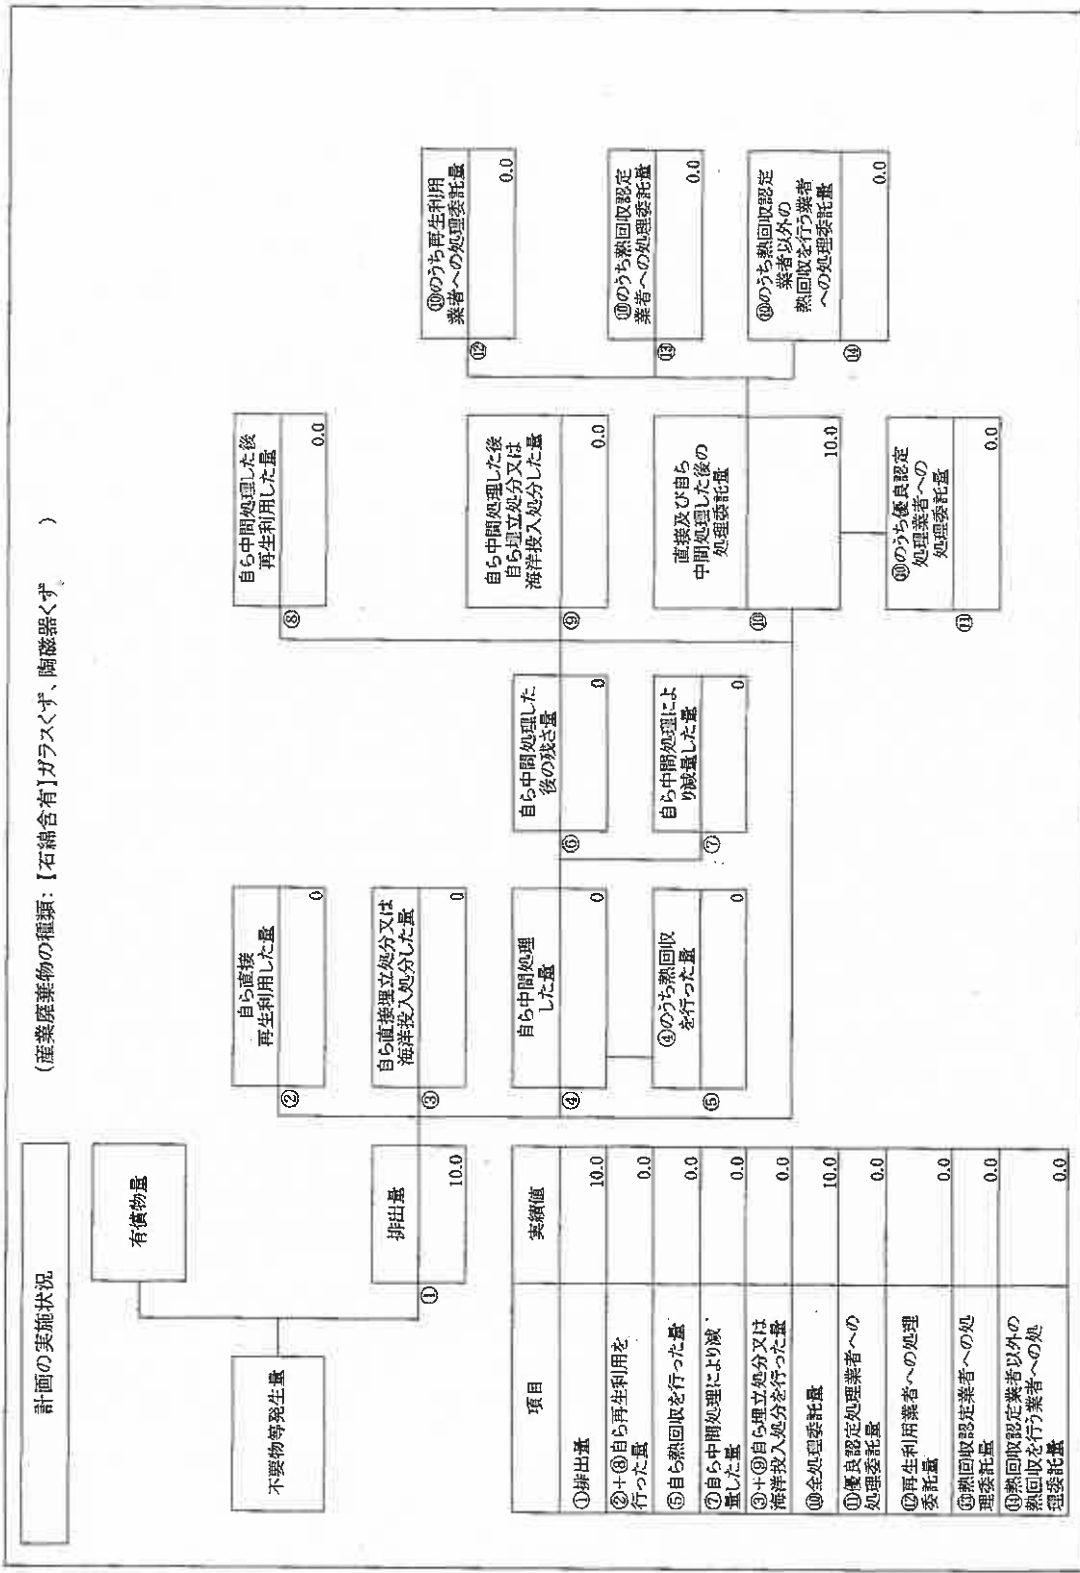 計画の実施状況
(産業廃棄物の種類：【石綿含有】ガラスくず、陶磁器くず、 )
有償物量
不要物等発生量
排出量
①
10.0
自ら直接
再生利用した量
②
0
自ら直接埋立処分又は
海洋投入処分した量
③
0
自ら中間処理
した量
④
0
④のうち熱回収
を行った量
⑤
0
自ら中間処理した
後の残さ量
⑥
0
自ら中間処理によ
り減量した量
⑦
0
自ら中間処理した後
再生利用した量
⑧
0.0
自ら中間処理した後
自ら埋立処分又は
海洋投入処分した量
⑨
0.0
直接及び自ら
中間処理した後の
処理委託量
⑩
10.0
⑩のうち優良認定
処理業者への
処理委託量
⑪
0.0
⑩のうち再生利用
業者への処理委託量
⑫
0.0
⑩のうち熱回収認定
業者への処理委託量
⑬
0.0
⑩のうち熱回収認定
業者以外の
熱回収を行う業者
への処理委託量
⑭
0.0
項目 実績値
①排出量 10.0
②＋⑧自ら再生利用を
行った量 0.0
⑤自ら熱回収を行った量 0.0
⑦自ら中間処理により減
量した量 0.0
③＋⑨自ら埋立処分又は
海洋投入処分を行った量 0.0
⑩全処理委託量 10.0
⑪優良認定処理業者への
処理委託量 0.0
⑫再生利用業者への処理
委託量 0.0
⑬熱回収認定業者への処
理委託量 0.0
⑭熱回収認定業者以外の
熱回収を行う業者への処
理委託量 0.0